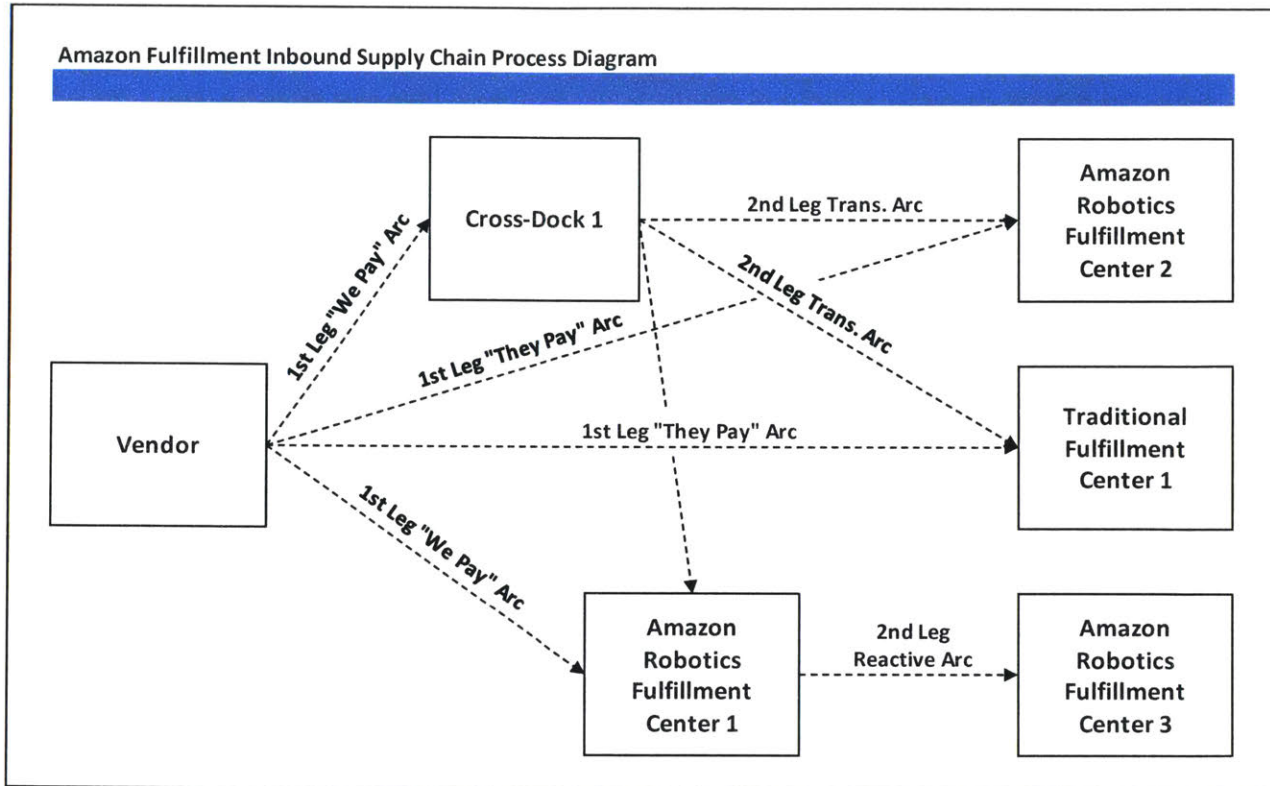 Amazon Fulfillment Inbound Supply Chain Process Diagram
Cross-Dock 1
Amazon
Robotics
Fulfillment
Center 2
2nd Leg Trans. Arc
1st Leg "We Pay" Arc
2nd Leg Trans. Arc
1st Leg "They Pay" Arc
Vendor
1st Leg "They Pay" Arc
Traditional
Fulfillment
Center 1
1st Leg "We Pay" Arc
Amazon
Robotics
Fulfillment
Center 1
2nd Leg
Reactive Arc
Amazon
Robotics
Fulfillment
Center 3